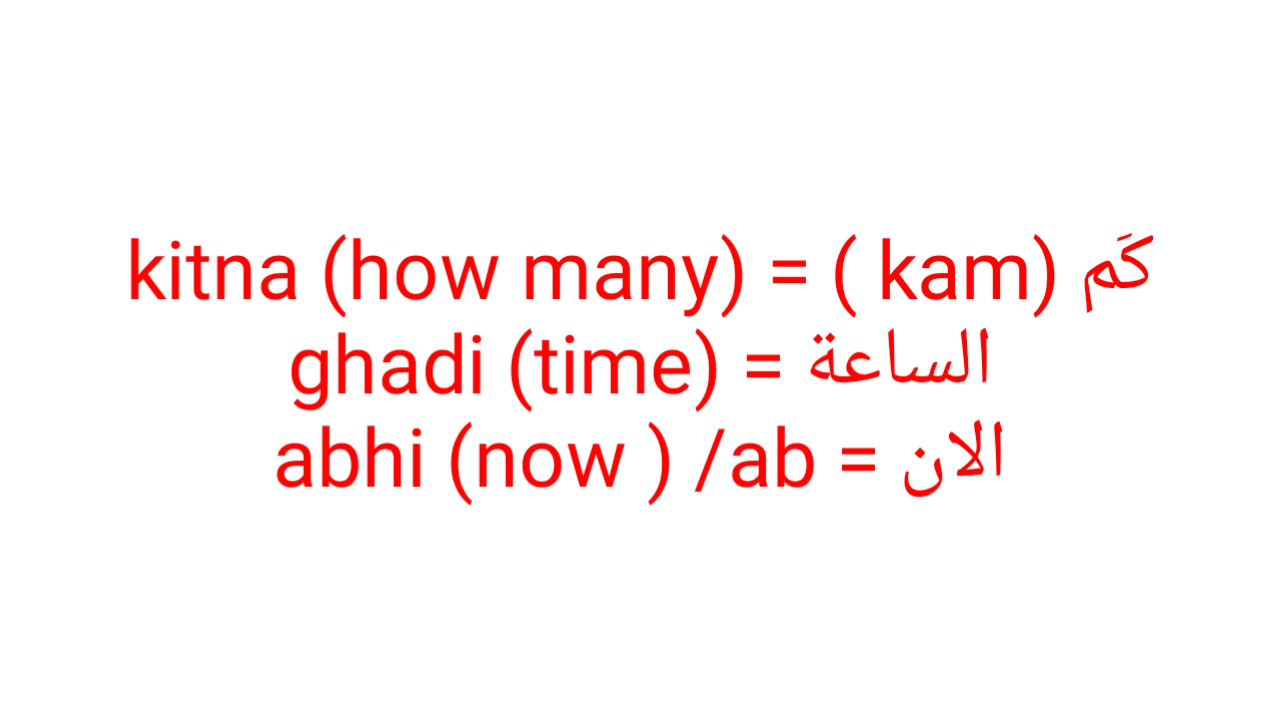 kitna (how many) = ( kam) كَم
ghadi (time) = الساعة
abhi (now ) /ab = الان